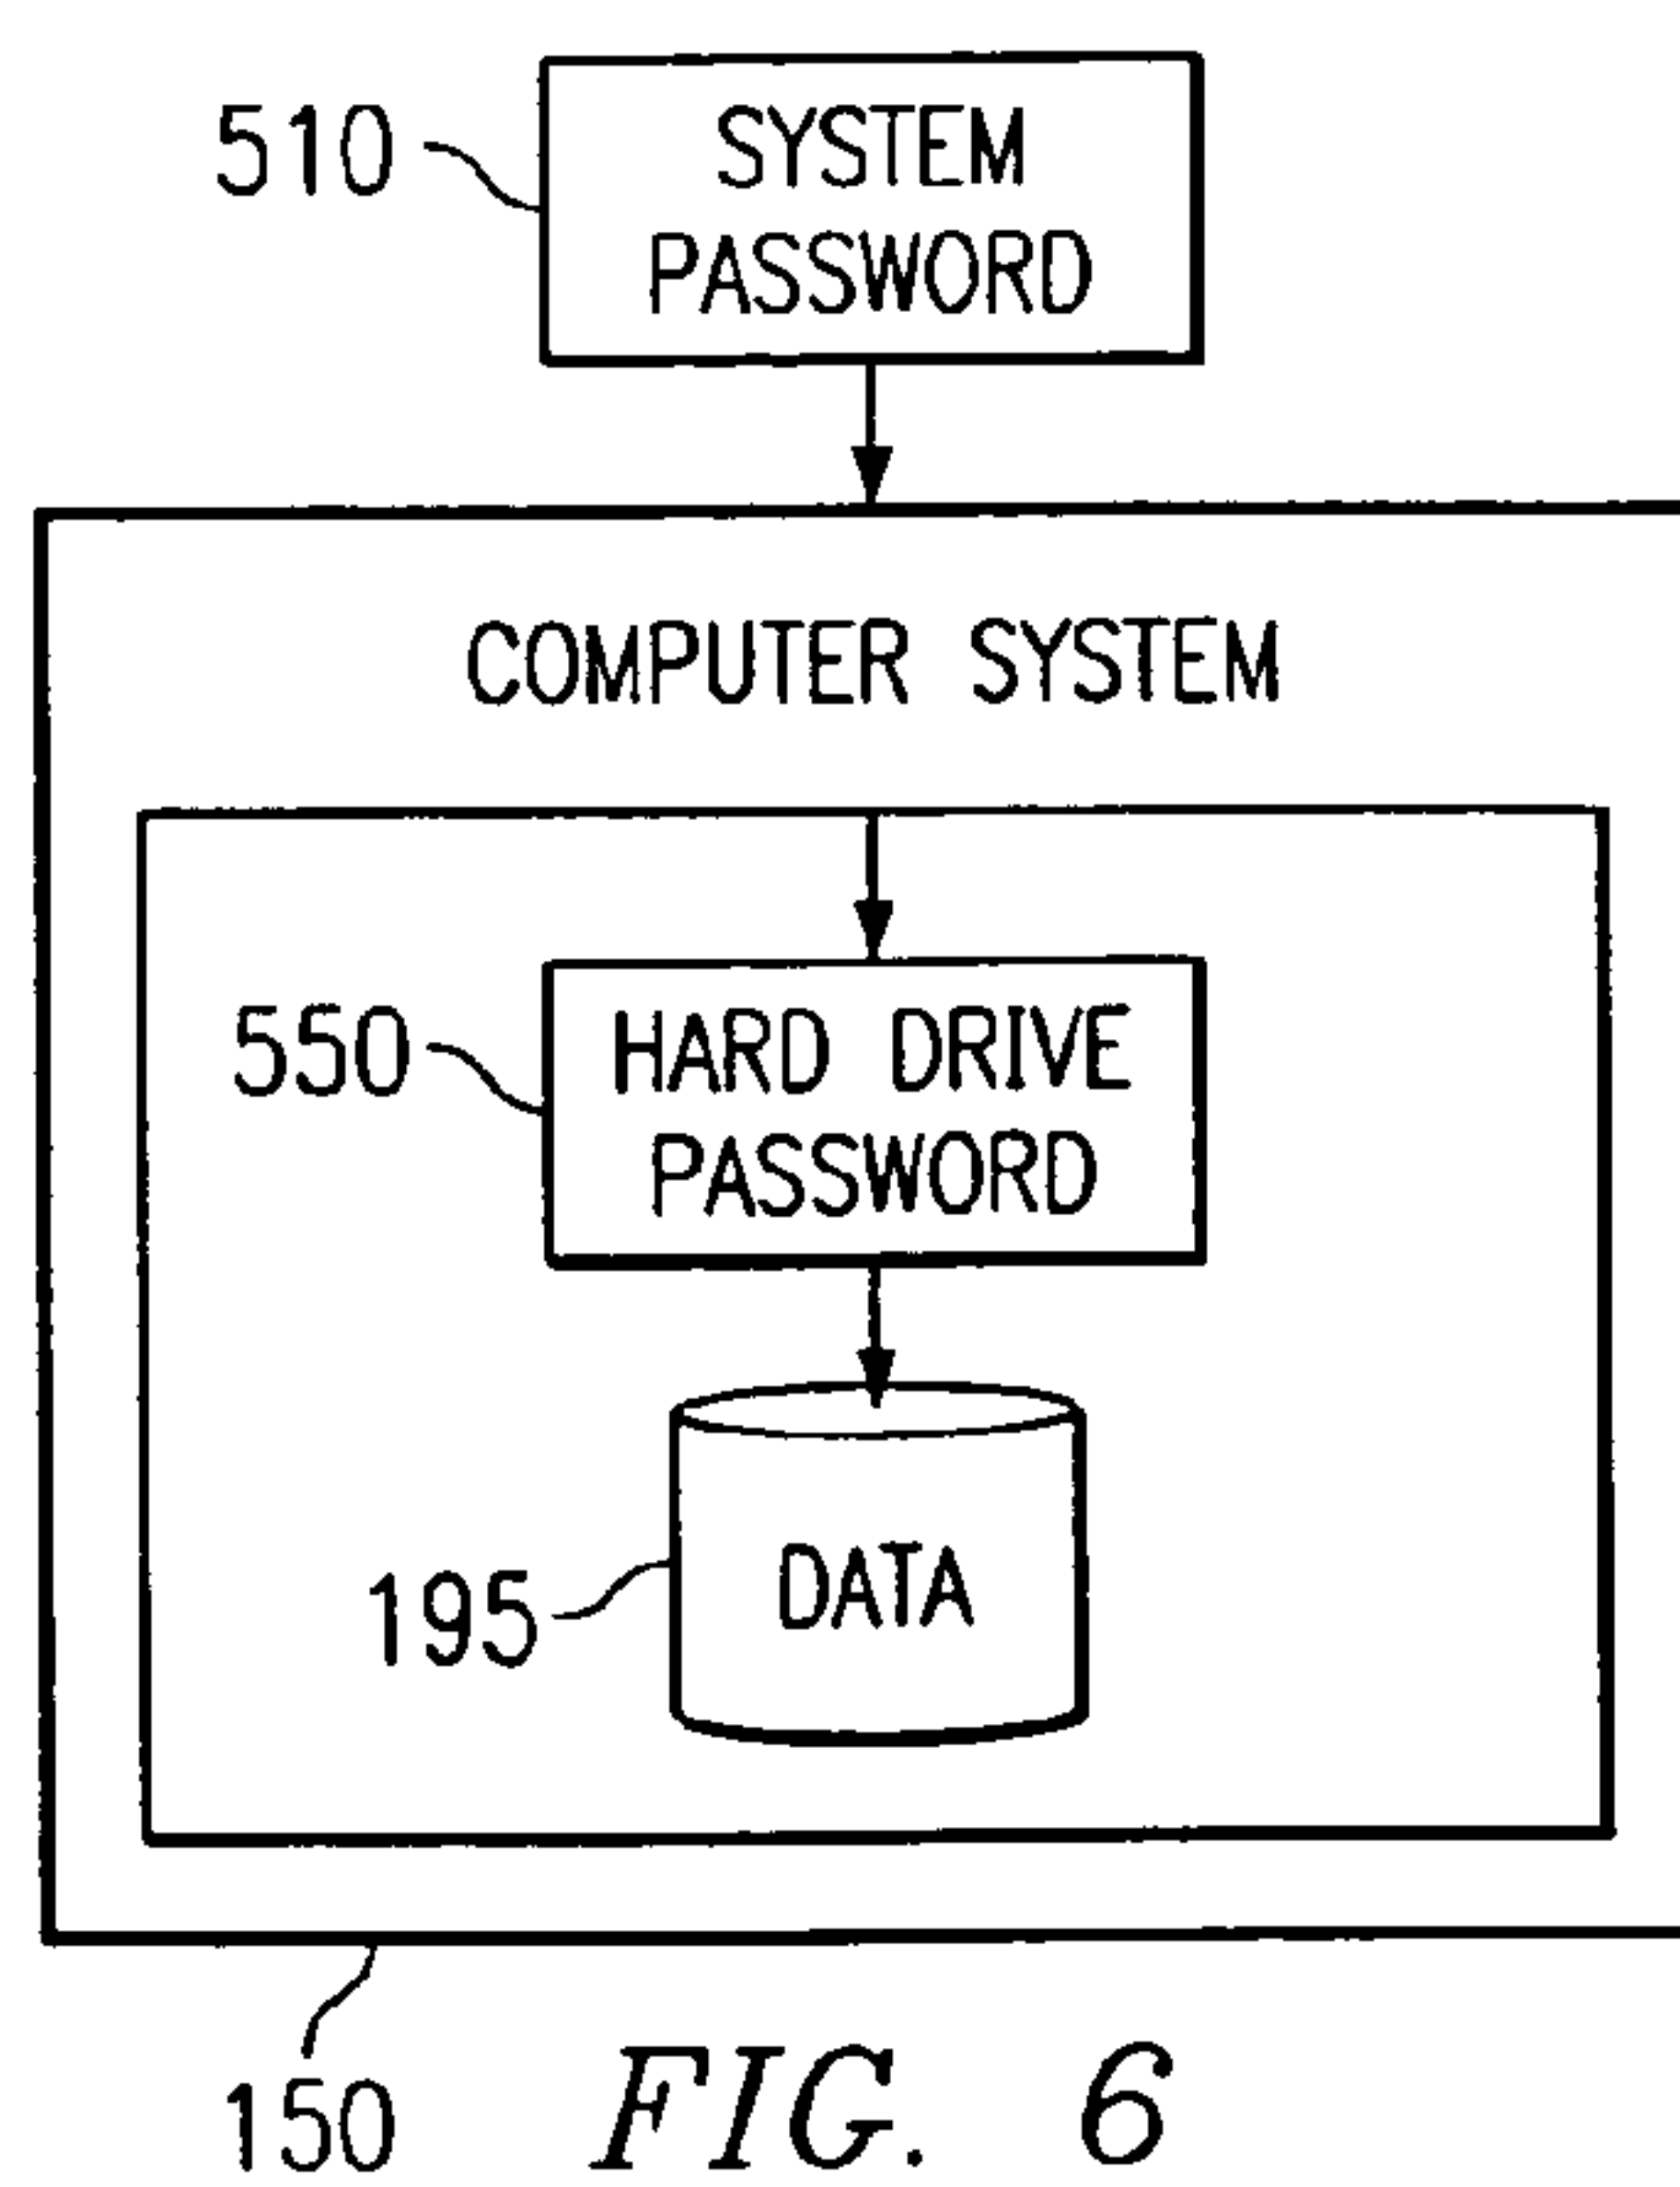 510
SYSTEM
PASSWORD
COMPUTER SYSTEM
550
HARD DRIVE
PASSWORD
195
DATA
150
FIG. 6